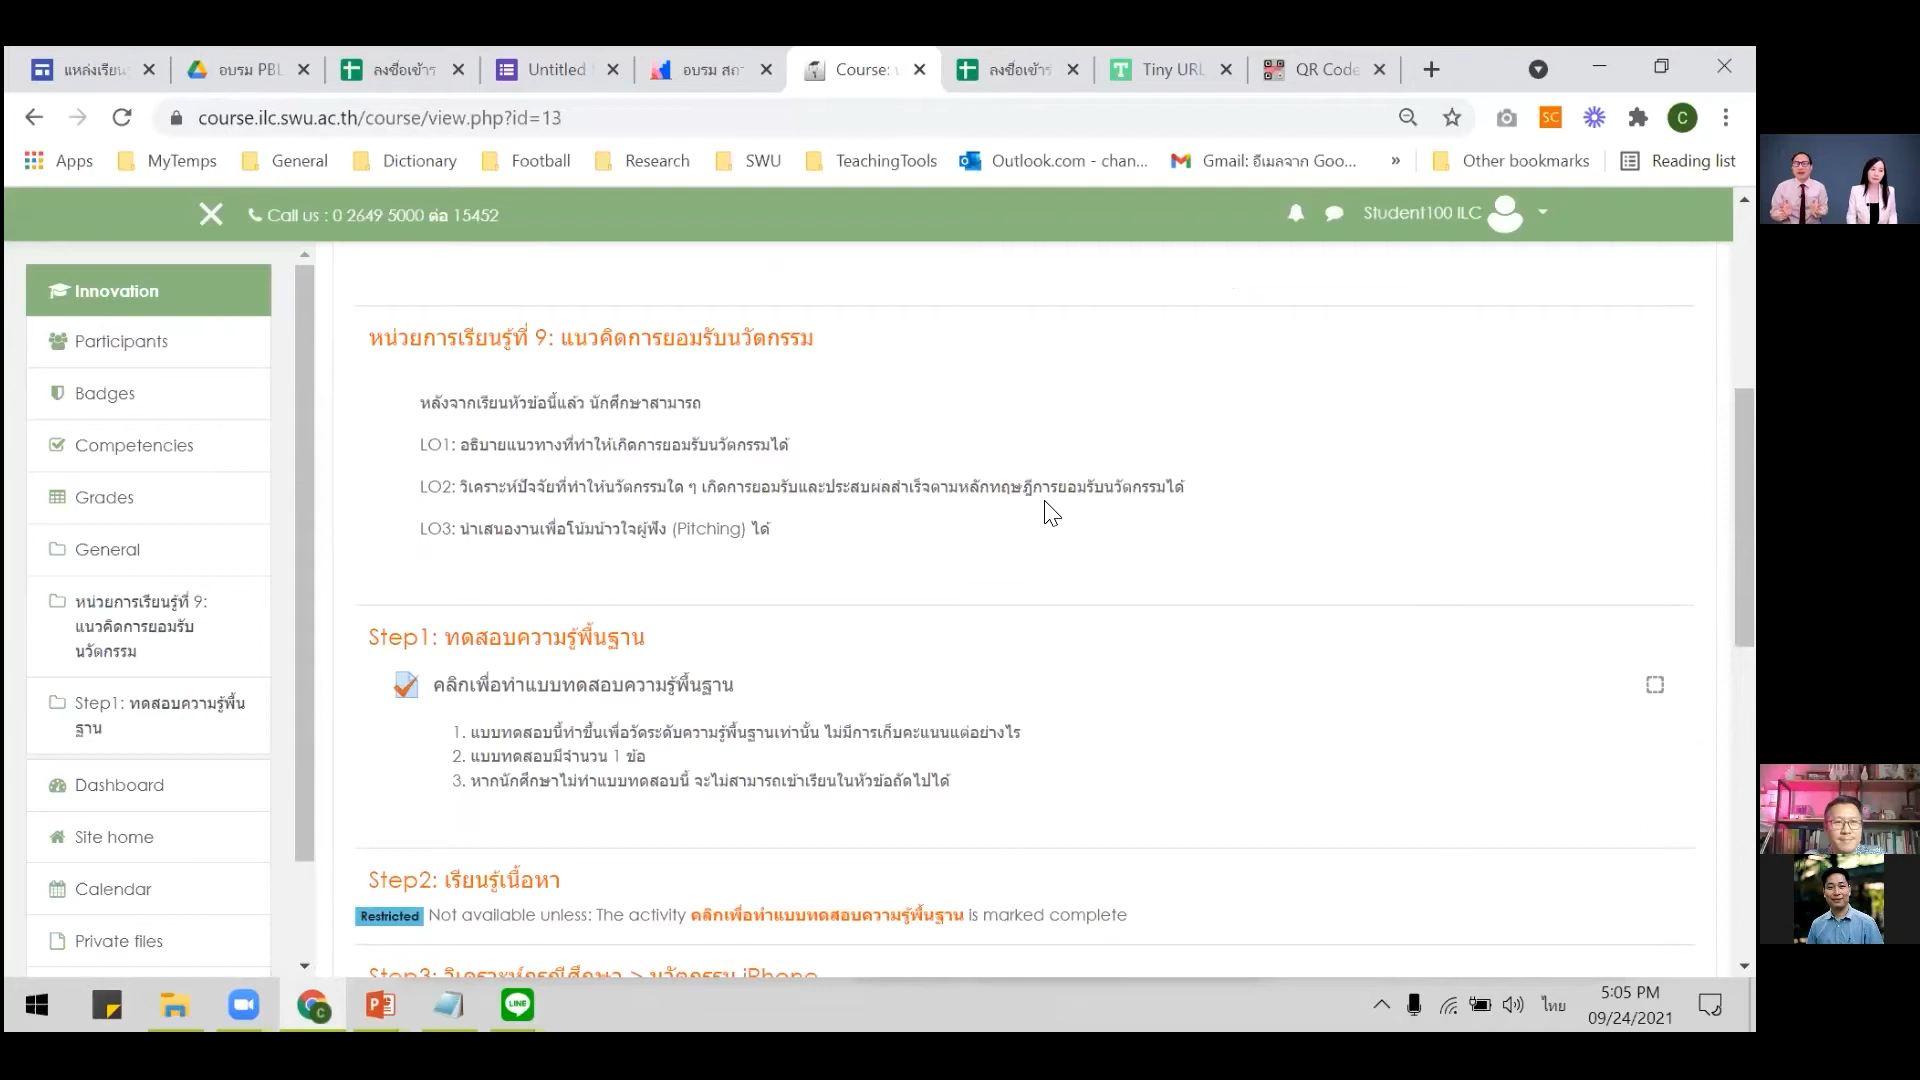 แหล่งเรียน
อบรม PBL
ลงชื่อเข้าร
Untitled
อบรม สถา
Course:
ลงชื่อเข้าร
Tiny URL
QR Code
course.ilc.swu.ac.th/course/view.php?id=13
SC
C
Apps
MyTemps
General
Dictionary
Football
Research
SWU
TeachingTools
Outlook.com - chan...
Gmail: อีเมลจาก Goo...
»
Other bookmarks
Reading list
Call us : 0 2649 5000 ต่อ 15452
Student100 ILC
Innovation
Participants
Badges
Competencies
Grades
General
หน่วยการเรียนรู้ที่ 9:
แนวคิดการยอมรับ
นวัตกรรม
Step1: ทดสอบความรู้พื้น
ฐาน
Dashboard
Site home
Calendar
Private files
หน่วยการเรียนรู้ที่ 9: แนวคิดการยอมรับนวัตกรรม
หลังจากเรียนหัวข้อนี้แล้ว นักศึกษาสามารถ
LO1: อธิบายแนวทางที่ทำให้เกิดการยอมรับนวัตกรรมได้
LO2: วิเคราะห์ปัจจัยที่ทำให้นวัตกรรมใด ๆ เกิดการยอมรับและประสบผลสำเร็จตามหลักทฤษฎีการยอมรับนวัตกรรมได้
LO3: นำเสนองานเพื่อโน้มน้าวใจผู้ฟัง (Pitching) ได้
Step1: ทดสอบความรู้พื้นฐาน
คลิกเพื่อทำแบบทดสอบความรู้พื้นฐาน
1. แบบทดสอบนี้ทำขึ้นเพื่อวัดระดับความรู้พื้นฐานเท่านั้น ไม่มีการเก็บคะแนนแต่อย่างไร
2. แบบทดสอบมีจำนวน 1 ข้อ
3. หากนักศึกษาไม่ทำแบบทดสอบนี้ จะไม่สามารถเข้าเรียนในหัวข้อถัดไปได้
Step2: เรียนรู้เนื้อหา
Restricted Not available unless: The activity คลิกเพื่อทำแบบทดสอบความรู้พื้นฐาน is marked complete
Step3: วิเคราะห์กรณีศึกษา > นวัตกรรม iPhone
LINE
ไทย
5:05 PM
09/24/2021